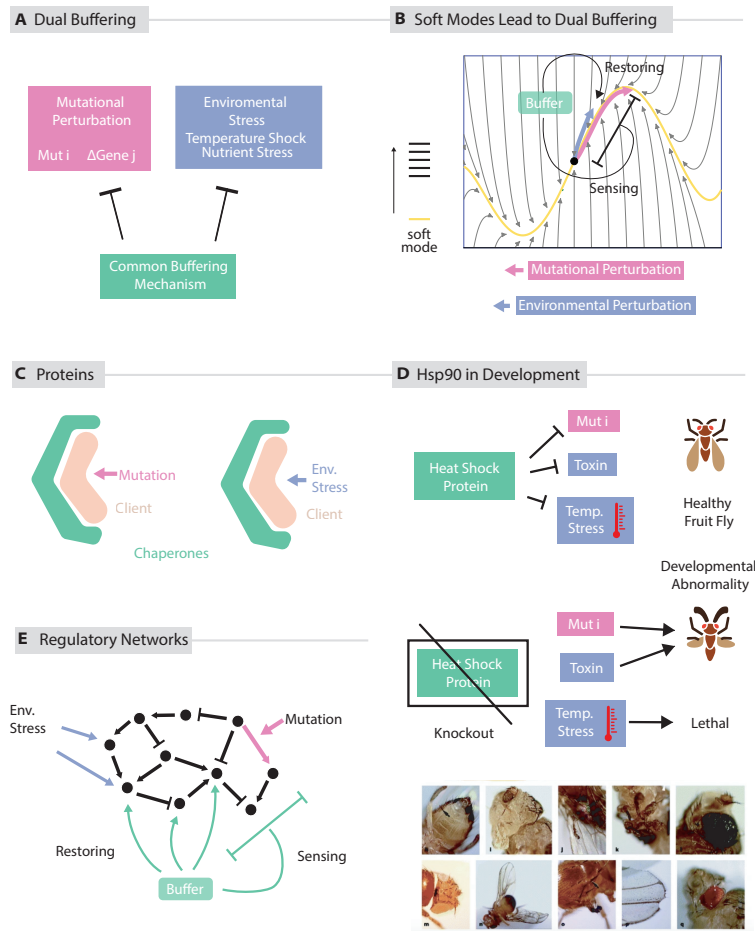 A Dual Buffering
Mutational
Perturbation
Mut i ΔGene j
Enviromental
Stress
Temperature Shock
Nutrient Stress
Common Buffering
Mechanism
B Soft Modes Lead to Dual Buffering
Restoring
Buffer
Sensing
soft
mode
Mutational Perturbation
Environmental Perturbation
C Proteins
Mutation
Client
Env.
Stress
Client
Chaperones
D Hsp90 in Development
Heat Shock
Protein
Mut i
Toxin
Temp.
Stress
Healthy
Fruit Fly
Developmental
Abnormality
Heat Shock
Protein
Knockout
Mut i
Toxin
Temp.
Stress
Lethal
E Regulatory Networks
Env.
Stress
Mutation
Restoring
Buffer
Sensing
m
n
o
p
q